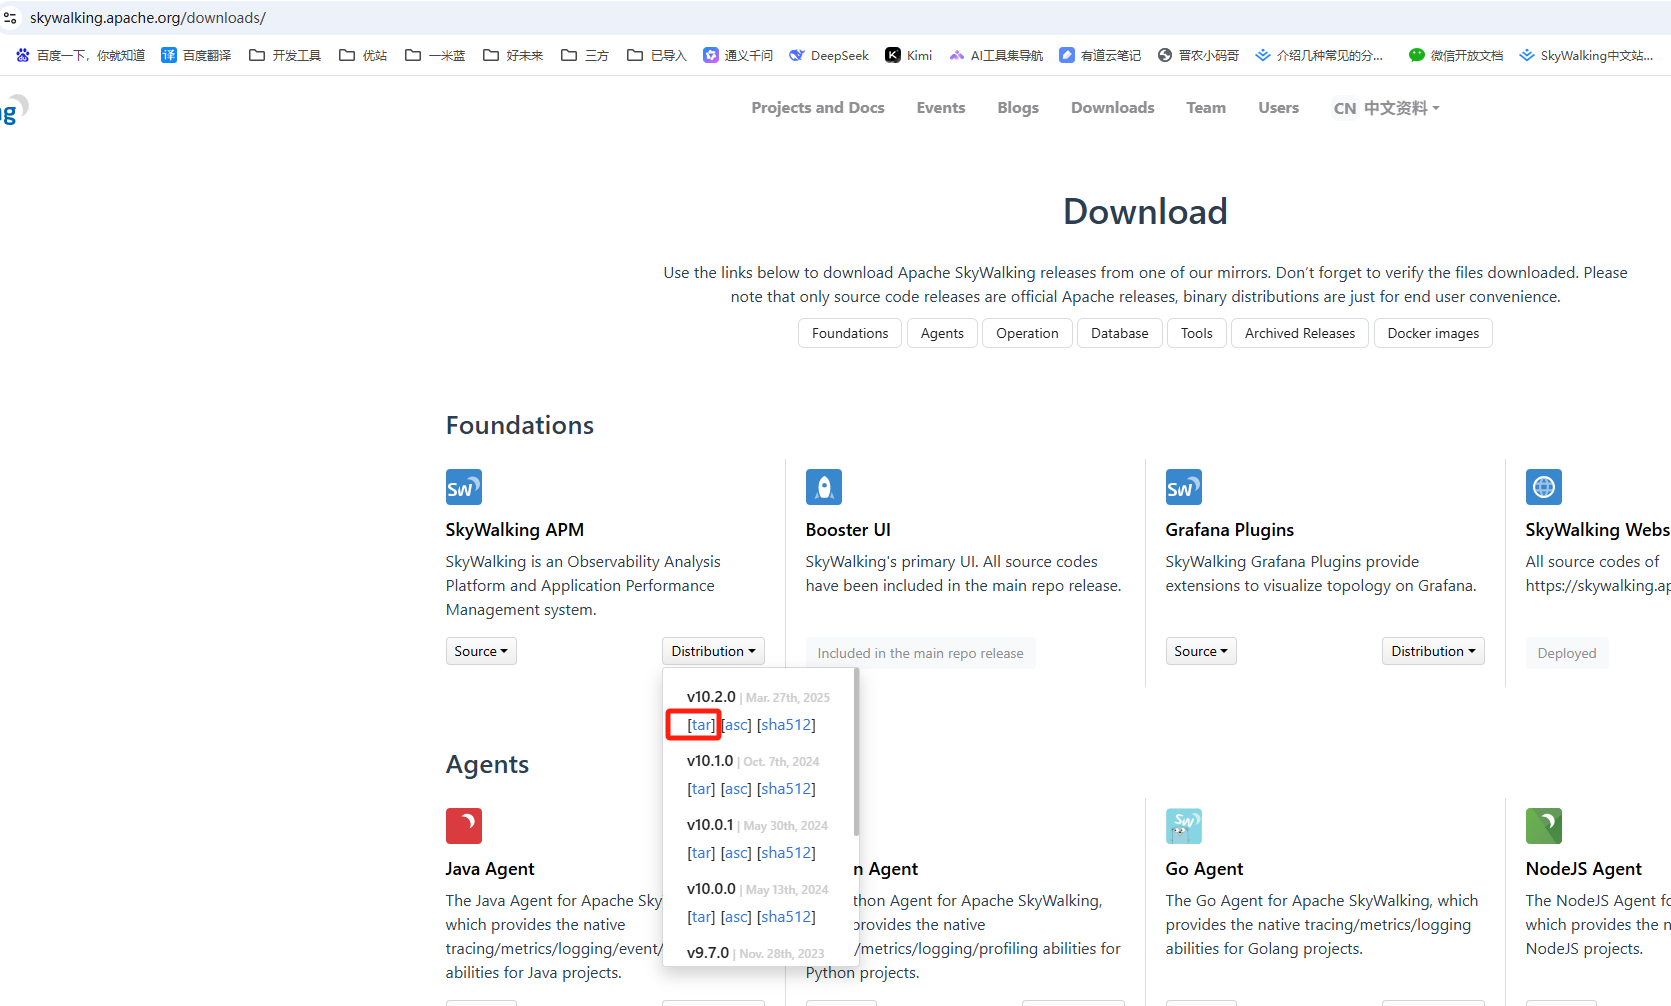 skywalking.apache.org/downloads/
百度一下，你就知道 译 百度翻译 开发工具 优站 一米蓝 好未来 三方 已导入 通义千问 DeepSeek K Kimi AI工具集导航 有道云笔记 晋农小码哥 介绍几种常见的分... 微信开放文档 SkyWalking中文站...
g
Projects and Docs Events Blogs Downloads Team Users CN 中文资料
Download
Use the links below to download Apache SkyWalking releases from one of our mirrors. Don’t forget to verify the files downloaded. Please
note that only source code releases are official Apache releases, binary distributions are just for end user convenience.
Foundations Agents Operation Database Tools Archived Releases Docker images
Foundations
SW SW
SkyWalking APM Booster UI Grafana Plugins SkyWalking Webs
SkyWalking is an Observability Analysis SkyWalking's primary UI. All source codes SkyWalking Grafana Plugins provide All source codes of
Platform and Application Performance have been included in the main repo release. extensions to visualize topology on Grafana. https://skywalking.ap
Management system.
Source Distribution Included in the main repo release Source Distribution Deployed
v10.2.0 | Mar. 27th, 2025
[tar] [asc] [sha512]
v10.1.0 | Oct. 7th, 2024
[tar] [asc] [sha512]
v10.0.1 | May 30th, 2024
[tar] [asc] [sha512]
v10.0.0 | May 13th, 2024
[tar] [asc] [sha512]
v9.7.0 | Nov. 28th, 2023
Agents
SW
Java Agent n Agent Go Agent NodeJS Agent
The Java Agent for Apache Sky thon Agent for Apache SkyWalking, The Go Agent for Apache SkyWalking, which The NodeJS Agent fo
which provides the native provides the native provides the native tracing/metrics/logging which provides the n
tracing/metrics/logging/event/ /metrics/logging/profiling abilities for abilities for Golang projects. NodeJS projects.
abilities for Java projects. Python projects.